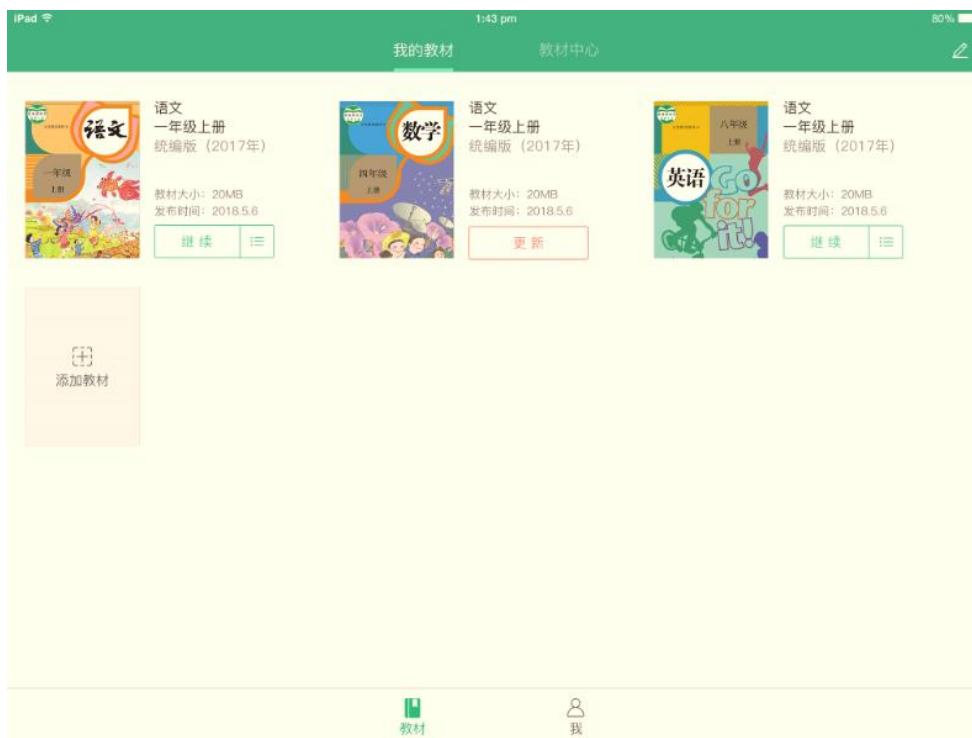 iPad
1:43 pm
80%
我的教材
教材中心
语文
一年级
上册
语文
一年级上册
统编版（2017年）
教材大小：20MB
发布时间：2018.5.6
继续
数学
四年级
上册
语文
一年级上册
统编版（2017年）
教材大小：20MB
发布时间：2018.5.6
更新
八年级
上册
英语
Go
for
it!
语文
一年级上册
统编版（2017年）
教材大小：20MB
发布时间：2018.5.6
继续
添加教材
教材
我